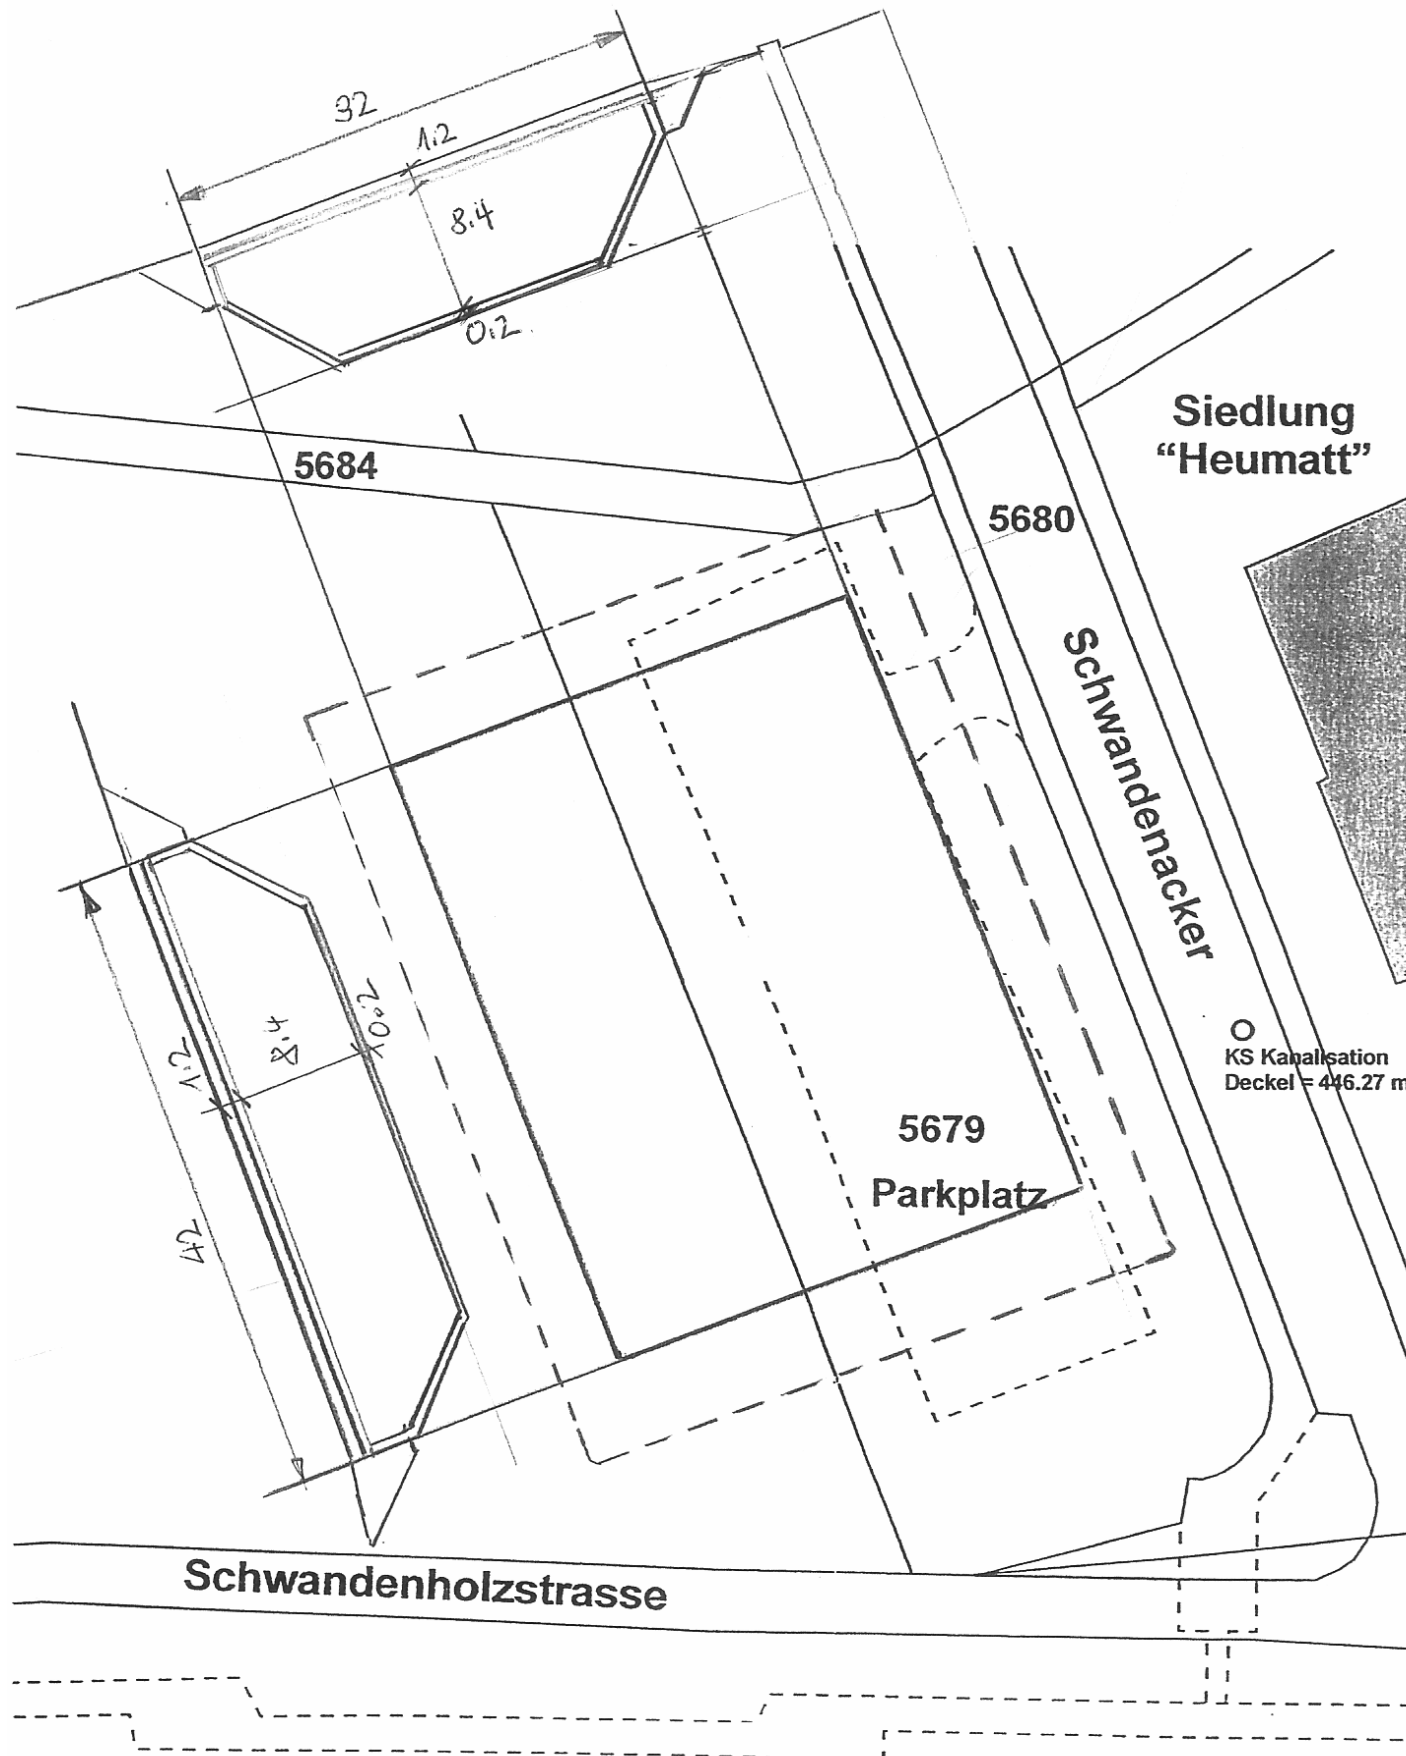 32
1.2
8.4
0.2
5684
Siedlung
“Heumatt”
5680
Schwandenacker
1.2
8.4
0.2
42
KS Kanalisation
Deckel = 446.27 m
5679
Parkplatz
Schwandenholzstrasse